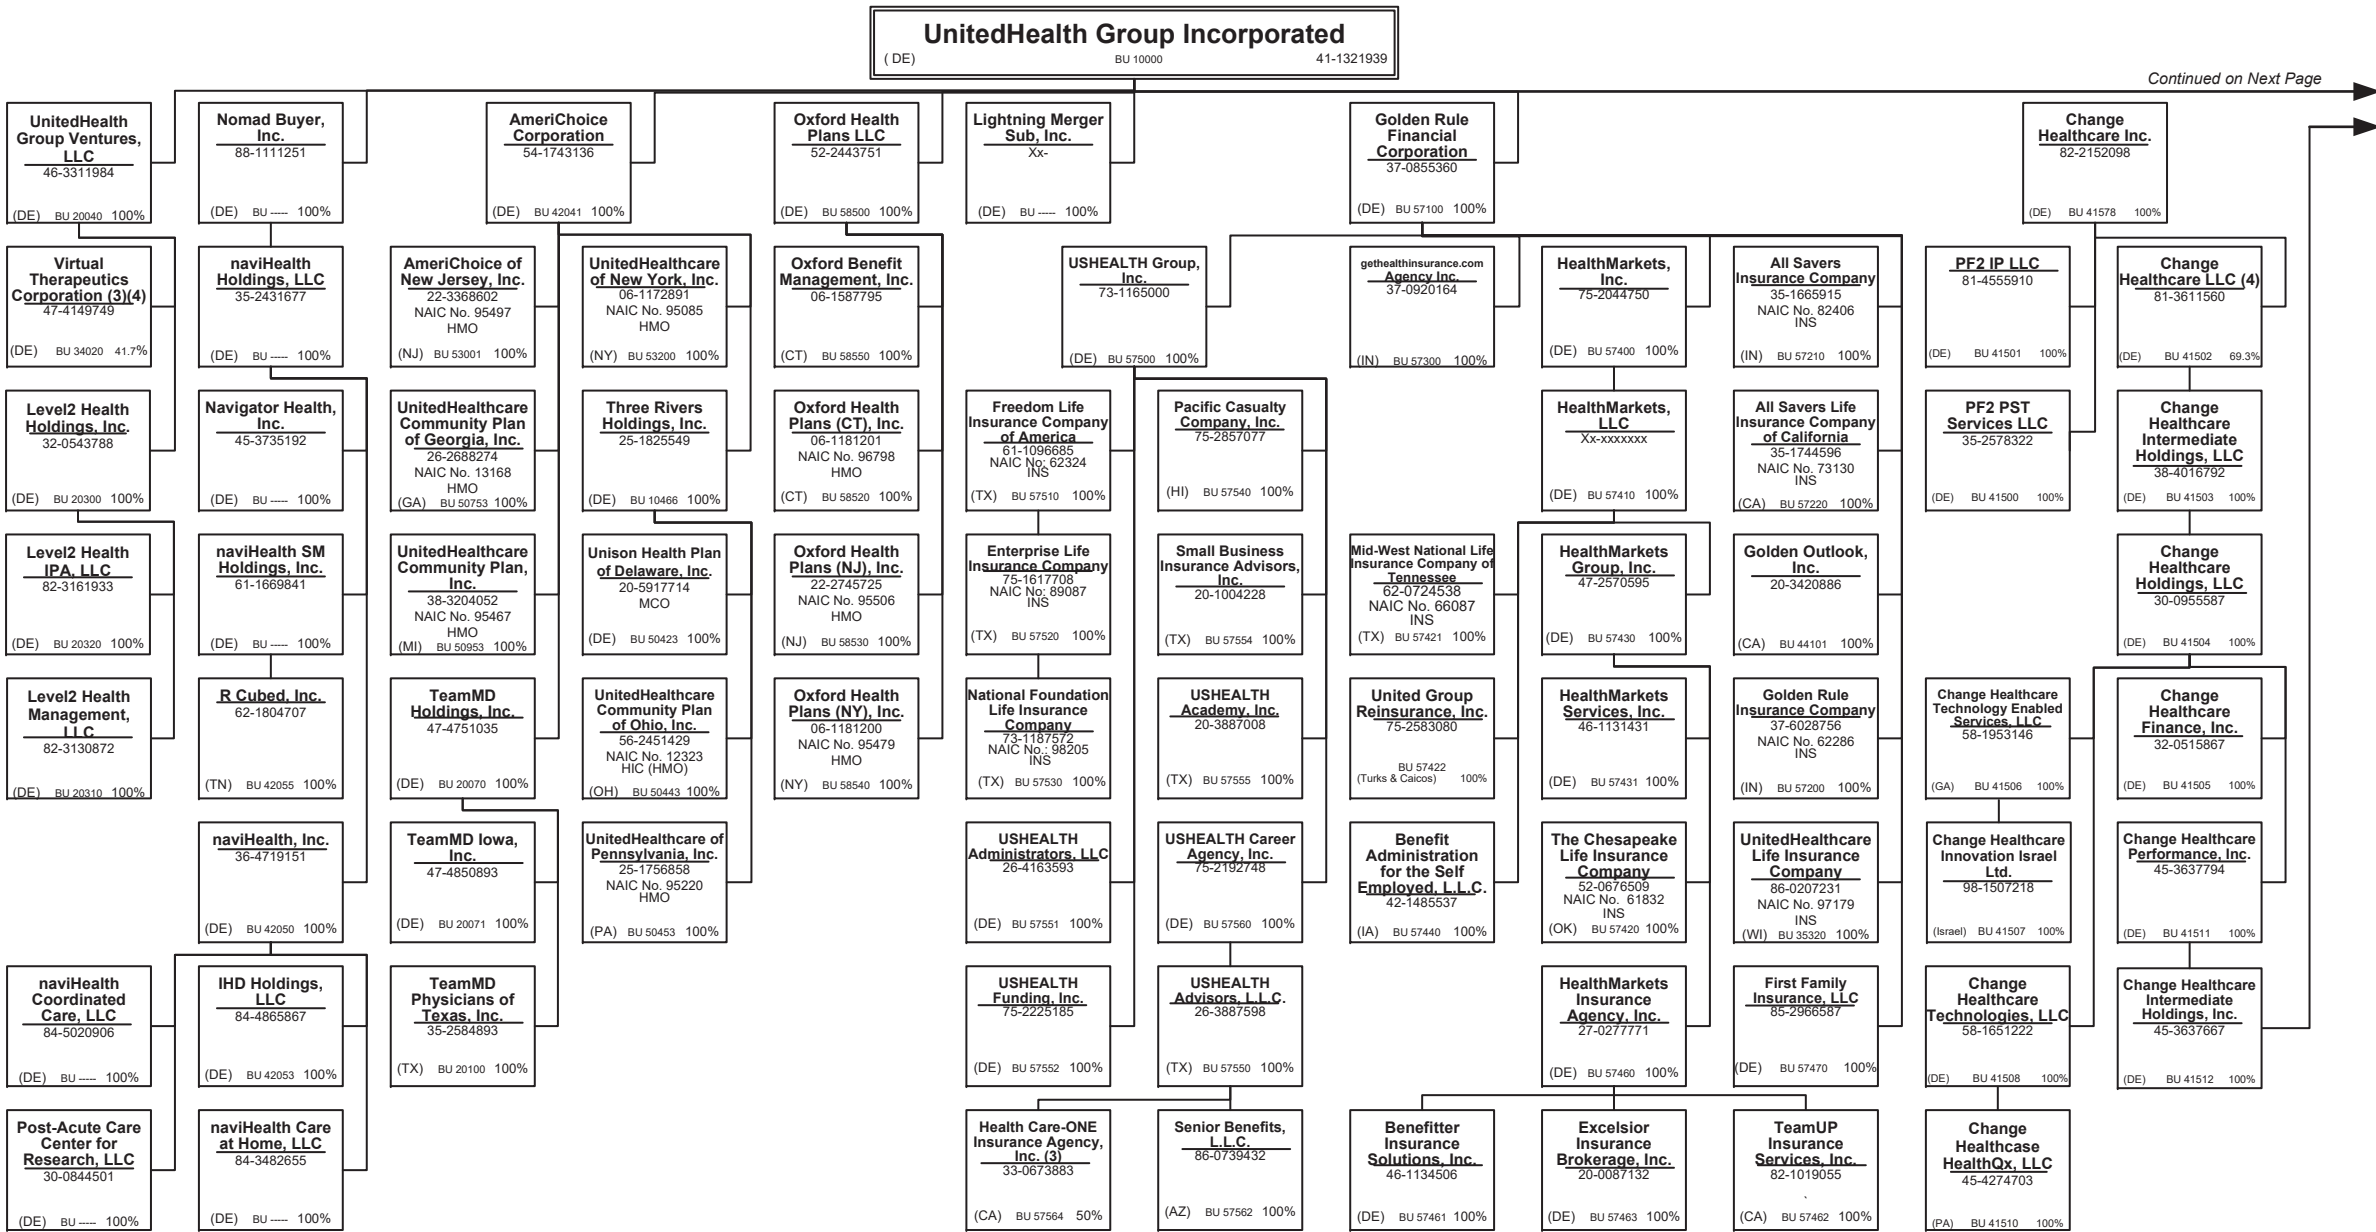 UnitedHealth Group Incorporated
( DE) BU 10000 41-1321939
Continued on Next Page
UnitedHealth
Group Ventures,
LLC
46-3311984
(DE) BU 20040 100%
Nomad Buyer,
Inc.
88-1111251
(DE) BU ----- 100%
AmeriChoice
Corporation
54-1743136
(DE) BU 42041 100%
Oxford Health
Plans LLC
52-2443751
(DE) BU 58500 100%
Lightning Merger
Sub, Inc.
Xx-
(DE) BU ----- 100%
Golden Rule
Financial
Corporation
37-0855360
(DE) BU 57100 100%
Change
Healthcare Inc.
82-2152098
(DE) BU 41578 100%
Virtual
Therapeutics
Corporation (3)(4)
47-4149749
(DE) BU 34020 41.7%
naviHealth
Holdings, LLC
35-2431677
(DE) BU ----- 100%
AmeriChoice of
New Jersey, Inc.
22-3368602
NAIC No. 95497
HMO
(NJ) BU 53001 100%
UnitedHealthcare
of New York, Inc.
06-1172891
NAIC No. 95085
HMO
(NY) BU 53200 100%
Oxford Benefit
Management, Inc.
06-1587795
(CT) BU 58550 100%
USHEALTH Group,
Inc.
73-1165000
(DE) BU 57500 100%
gethealthinsurance.com
Agency Inc.
37-0920164
(IN) BU 57300 100%
HealthMarkets,
Inc.
75-2044750
(DE) BU 57400 100%
All Savers
Insurance Company
35-1665915
NAIC No. 82406
INS
(IN) BU 57210 100%
PF2 IP LLC
81-4555910
(DE) BU 41501 100%
Change
Healthcare LLC (4)
81-3611560
(DE) BU 41502 69.3%
Level2 Health
Holdings, Inc.
32-0543788
(DE) BU 20300 100%
Navigator Health,
Inc.
45-3735192
(DE) BU ----- 100%
UnitedHealthcare
Community Plan
of Georgia, Inc.
26-2688274
NAIC No. 13168
HMO
(GA) BU 50753 100%
Three Rivers
Holdings, Inc.
25-1825549
(DE) BU 10466 100%
Oxford Health
Plans (CT), Inc.
06-1181201
NAIC No. 96798
HMO
(CT) BU 58520 100%
Freedom Life
Insurance Company
of America
61-1096685
NAIC No: 62324
INS
(TX) BU 57510 100%
Pacific Casualty
Company, Inc.
75-2857077
(HI) BU 57540 100%
HealthMarkets,
LLC
Xx-xxxxxxx
(DE) BU 57410 100%
All Savers Life
Insurance Company
of California
35-1744596
NAIC No. 73130
INS
(CA) BU 57220 100%
PF2 PST
Services LLC
35-2578322
(DE) BU 41500 100%
Change
Healthcare
Intermediate
Holdings, LLC
38-4016792
(DE) BU 41503 100%
Level2 Health
IPA, LLC
82-3161933
(DE) BU 20320 100%
naviHealth SM
Holdings, Inc.
61-1669841
(DE) BU ----- 100%
UnitedHealthcare
Community Plan,
Inc.
38-3204052
NAIC No. 95467
HMO
(MI) BU 50953 100%
Unison Health Plan
of Delaware, Inc.
20-5917714
MCO
(DE) BU 50423 100%
Oxford Health
Plans (NJ), Inc.
22-2745725
NAIC No. 95506
HMO
(NJ) BU 58530 100%
Enterprise Life
Insurance Company
75-1617708
NAIC No: 89087
INS
(TX) BU 57520 100%
Small Business
Insurance Advisors,
Inc.
20-1004228
(TX) BU 57554 100%
Mid-West National Life
Insurance Company of
Tennessee
62-0724538
NAIC No. 66087
INS
(TX) BU 57421 100%
HealthMarkets
Group, Inc.
47-2570595
(DE) BU 57430 100%
Golden Outlook,
Inc.
20-3420886
(CA) BU 44101 100%
Change
Healthcare
Holdings, LLC
30-0955587
(DE) BU 41504 100%
Level2 Health
Management,
LLC
82-3130872
(DE) BU 20310 100%
R Cubed, Inc.
62-1804707
(TN) BU 42055 100%
TeamMD
Holdings, Inc.
47-4751035
(DE) BU 20070 100%
UnitedHealthcare
Community Plan
of Ohio, Inc.
56-2451429
NAIC No. 12323
HIC (HMO)
(OH) BU 50443 100%
Oxford Health
Plans (NY), Inc.
06-1181200
NAIC No. 95479
HMO
(NY) BU 58540 100%
National Foundation
Life Insurance
Company
73-1187572
NAIC No.: 98205
INS
(TX) BU 57530 100%
USHEALTH
Academy, Inc.
20-3887008
(TX) BU 57555 100%
United Group
Reinsurance, Inc.
75-2583080
BU 57422
(Turks & Caicos) 100%
HealthMarkets
Services, Inc.
46-1131431
(DE) BU 57431 100%
Golden Rule
Insurance Company
37-6028756
NAIC No. 62286
INS
(IN) BU 57200 100%
Change Healthcare
Technology Enabled
Services, LLC
58-1953146
(GA) BU 41506 100%
Change
Healthcare
Finance, Inc.
32-0515867
(DE) BU 41505 100%
naviHealth, Inc.
36-4719151
(DE) BU 42050 100%
TeamMD Iowa,
Inc.
47-4850893
(DE) BU 20071 100%
UnitedHealthcare of
Pennsylvania, Inc.
25-1756858
NAIC No. 95220
HMO
(PA) BU 50453 100%
USHEALTH
Administrators, LLC
26-4163593
(DE) BU 57551 100%
USHEALTH Career
Agency, Inc.
75-2192748
(DE) BU 57560 100%
Benefit
Administration
for the Self
Employed, L.L.C.
42-1485537
(IA) BU 57440 100%
The Chesapeake
Life Insurance
Company
52-0676509
NAIC No. 61832
INS
(OK) BU 57420 100%
UnitedHealthcare
Life Insurance
Company
86-0207231
NAIC No. 97179
INS
(WI) BU 35320 100%
Change Healthcare
Innovation Israel
Ltd.
98-1507218
(Israel) BU 41507 100%
Change Healthcare
Performance, Inc.
45-3637794
(DE) BU 41511 100%
naviHealth
Coordinated
Care, LLC
84-5020906
(DE) BU ----- 100%
IHD Holdings,
LLC
84-4865867
(DE) BU 42053 100%
TeamMD
Physicians of
Texas, Inc.
35-2584893
(TX) BU 20100 100%
USHEALTH
Funding, Inc.
75-2225185
(DE) BU 57552 100%
USHEALTH
Advisors, L.L.C.
26-3887598
(TX) BU 57550 100%
HealthMarkets
Insurance
Agency, Inc.
27-0277771
(DE) BU 57460 100%
First Family
Insurance, LLC
85-2966587
(DE) BU 57470 100%
Change
Healthcare
Technologies, LLC
58-1651222
(DE) BU 41508 100%
Change Healthcare
Intermediate
Holdings, Inc.
45-3637667
(DE) BU 41512 100%
Post-Acute Care
Center for
Research, LLC
30-0844501
(DE) BU ----- 100%
naviHealth Care
at Home, LLC
84-3482655
(DE) BU ----- 100%
Health Care-ONE
Insurance Agency,
Inc. (3)
33-0673883
(CA) BU 57564 50%
Senior Benefits,
L.L.C.
86-0739432
(AZ) BU 57562 100%
Benefitter
Insurance
Solutions, Inc.
46-1134506
(DE) BU 57461 100%
Excelsior
Insurance
Brokerage, Inc.
20-0087132
(DE) BU 57463 100%
TeamUP
Insurance
Services, Inc.
82-1019055
(CA) BU 57462 100%
Change
Healthcase
HealthQx, LLC
45-4274703
(PA) BU 41510 100%